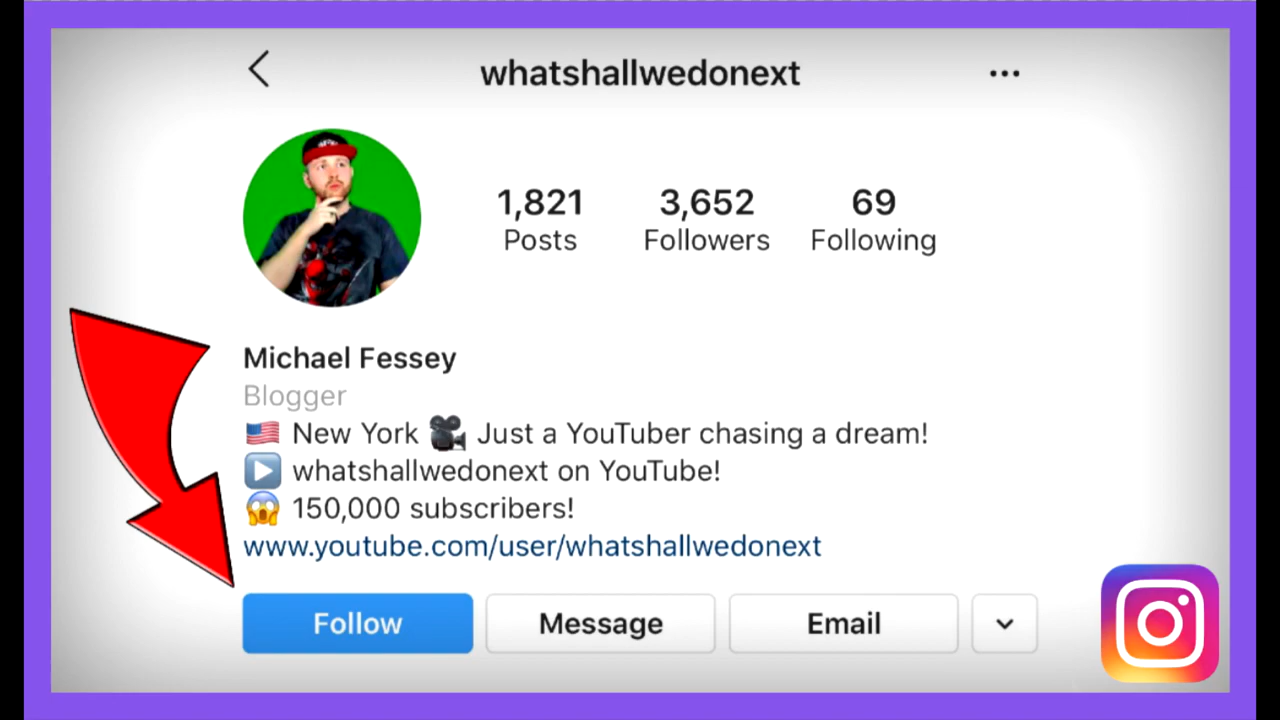 whatshallwedonext
1,821 3,652 69
Posts Followers Following
Michael Fessey
Blogger
🇺🇸 New York 🎥 Just a YouTuber chasing a dream!
▶️ whatshallwedonext on YouTube!
😱 150,000 subscribers!
www.youtube.com/user/whatshallwedonext
Follow Message Email